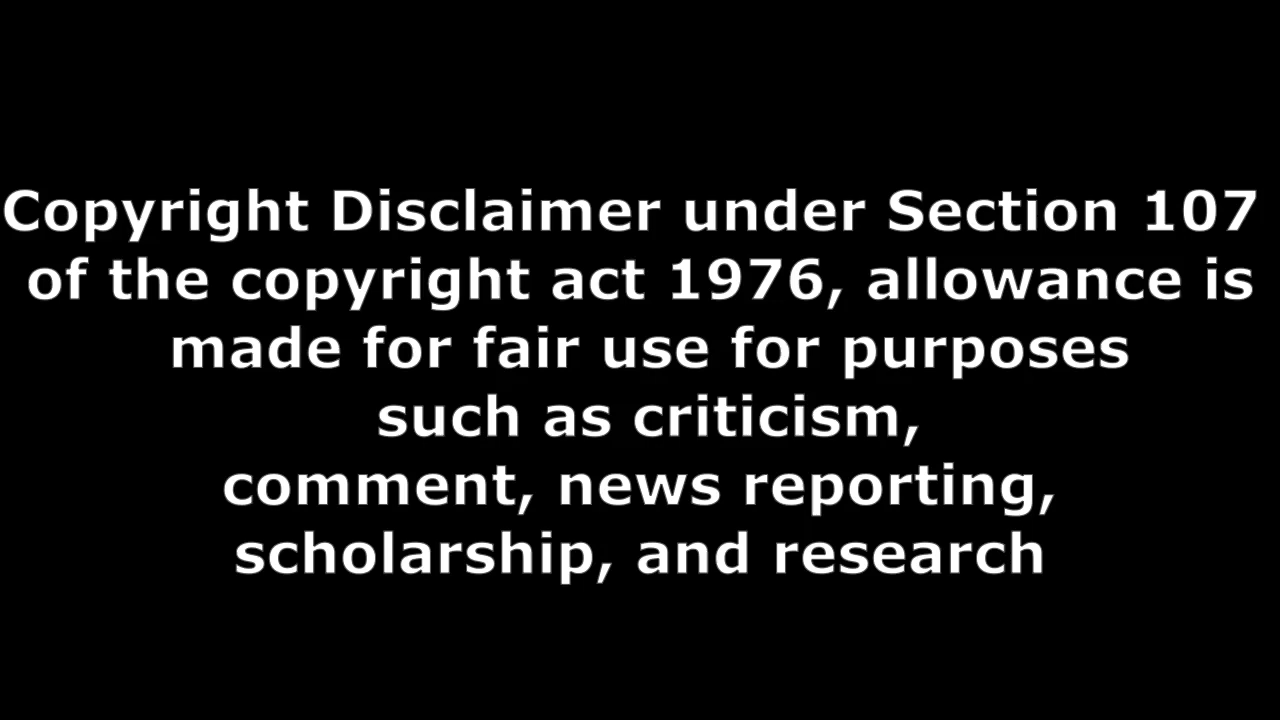 Copyright Disclaimer under Section 107
of the copyright act 1976, allowance is
made for fair use for purposes
such as criticism,
comment, news reporting,
scholarship, and research